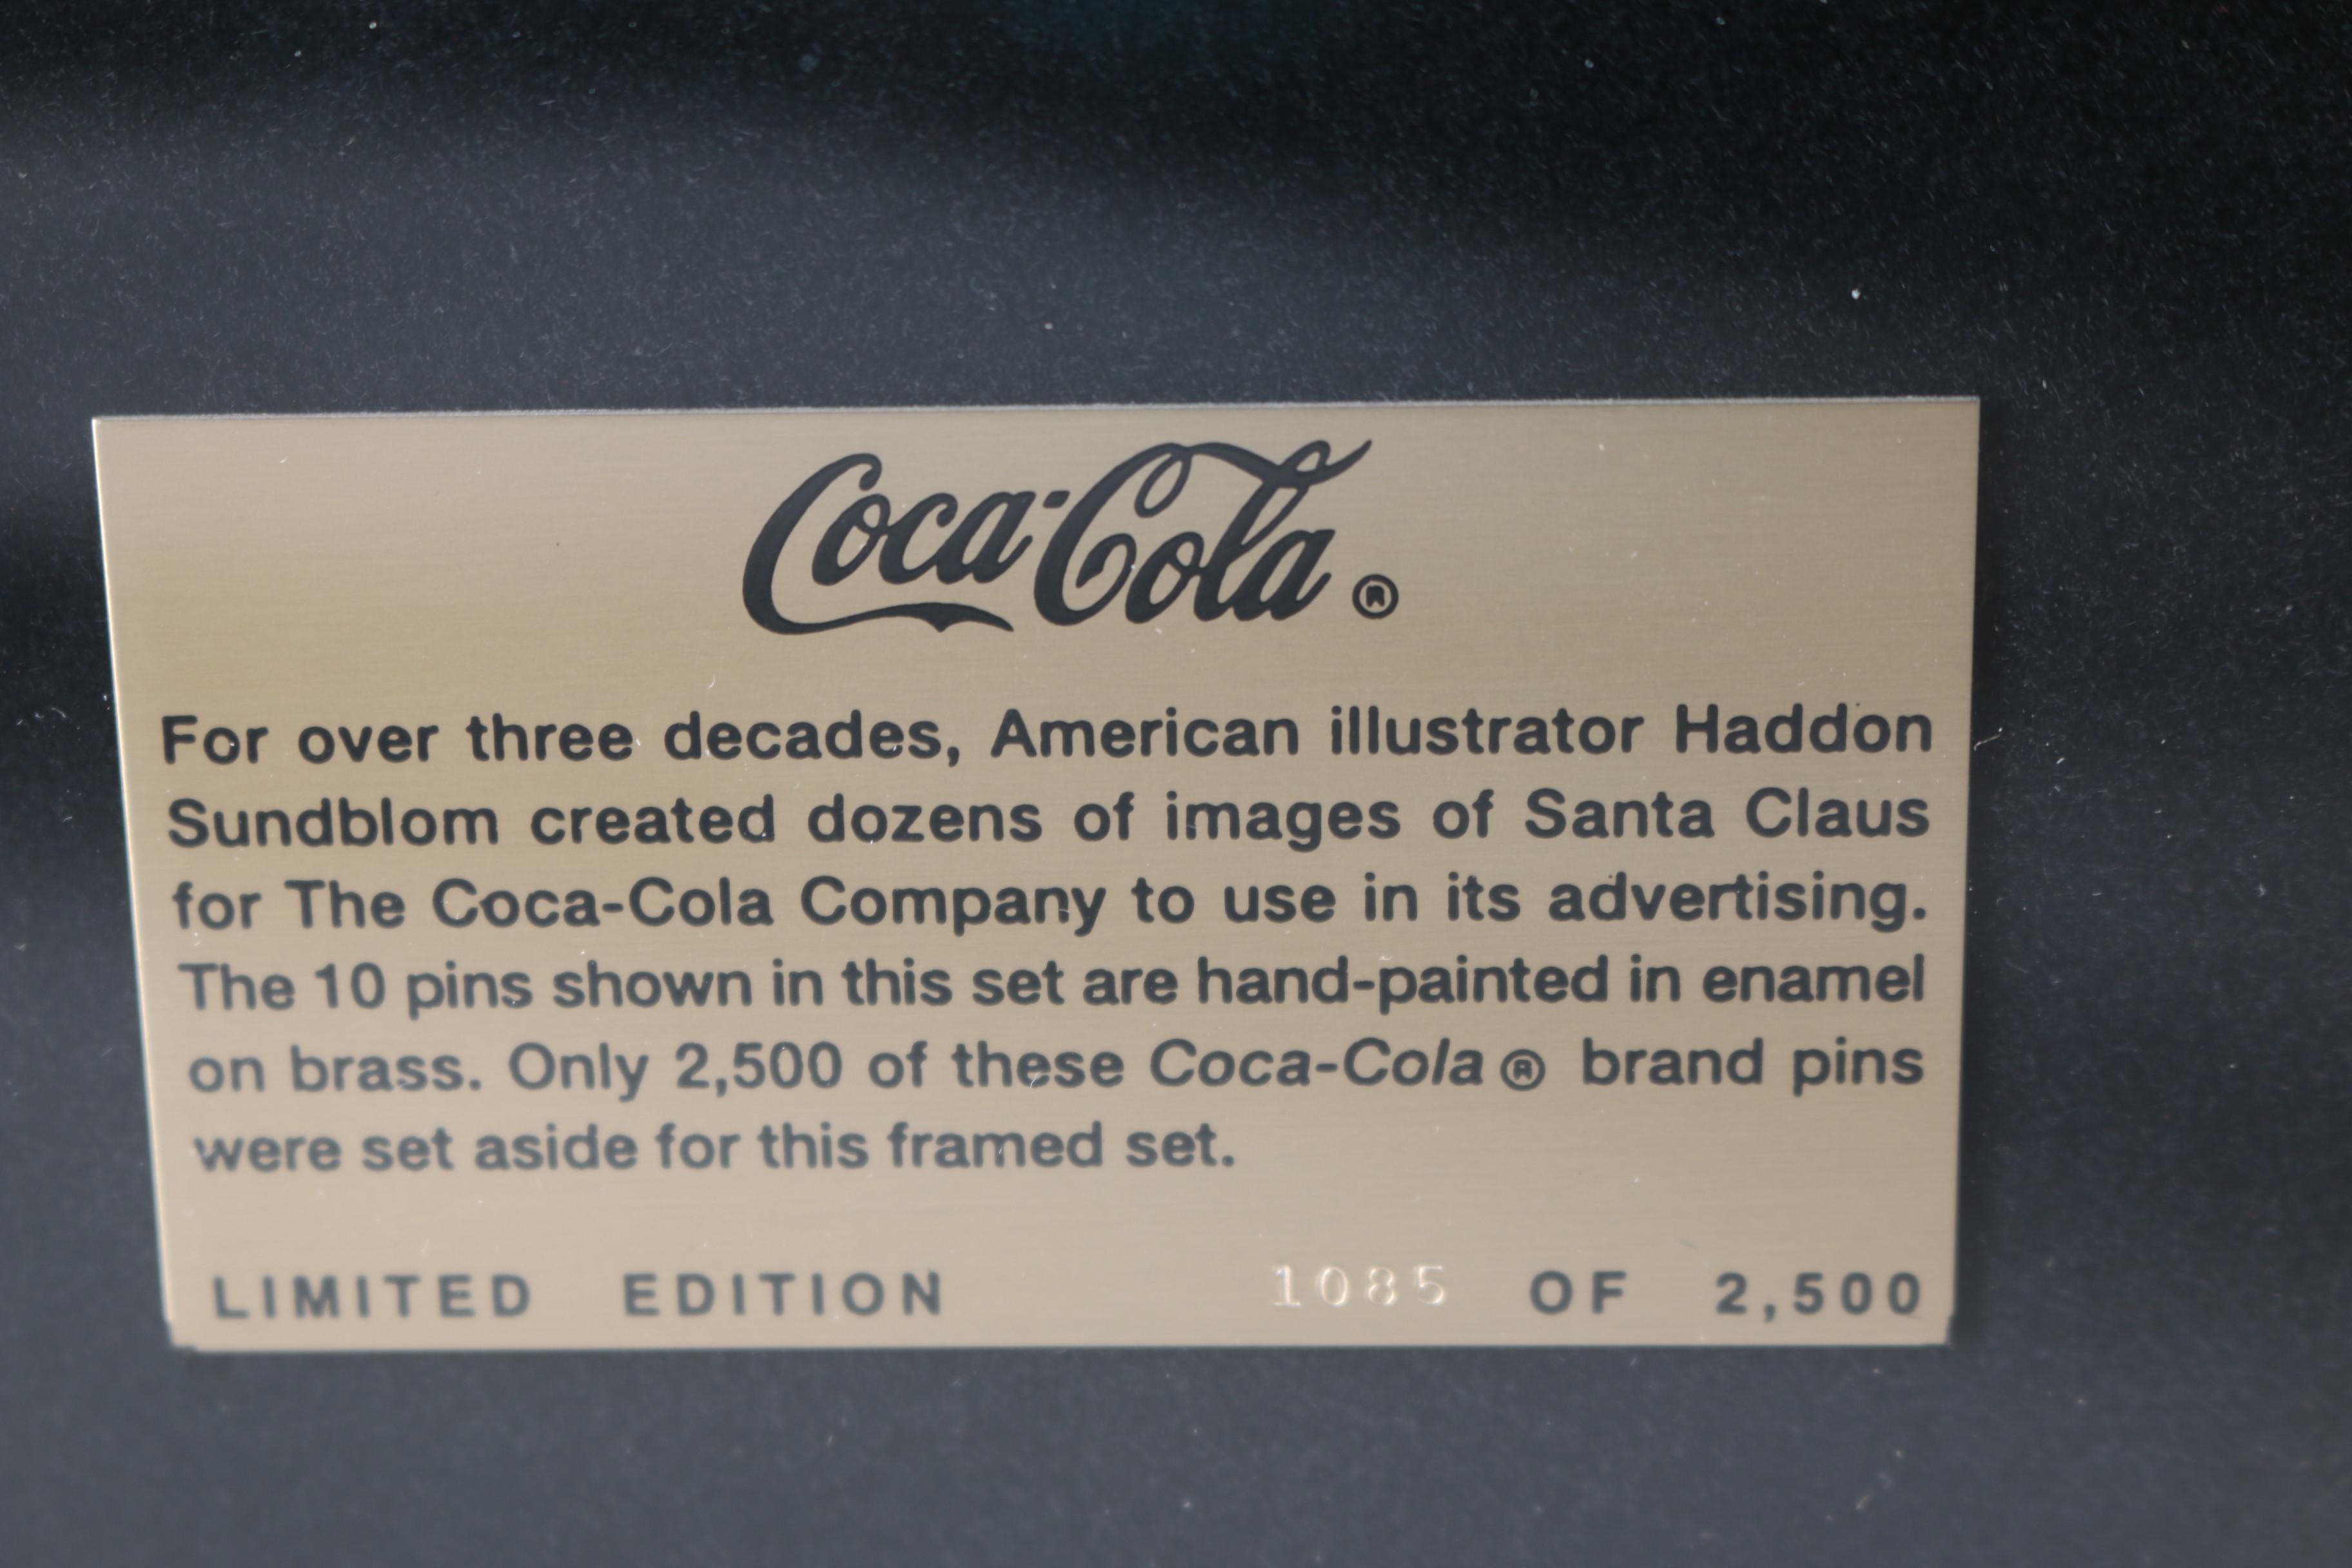 Coca-Cola ®
For over three decades, American illustrator Haddon
Sundblom created dozens of images of Santa Claus
for The Coca-Cola Company to use in its advertising.
The 10 pins shown in this set are hand-painted in enamel
on brass. Only 2,500 of these Coca-Cola ® brand pins
were set aside for this framed set.
LIMITED EDITION 1085 OF 2,500